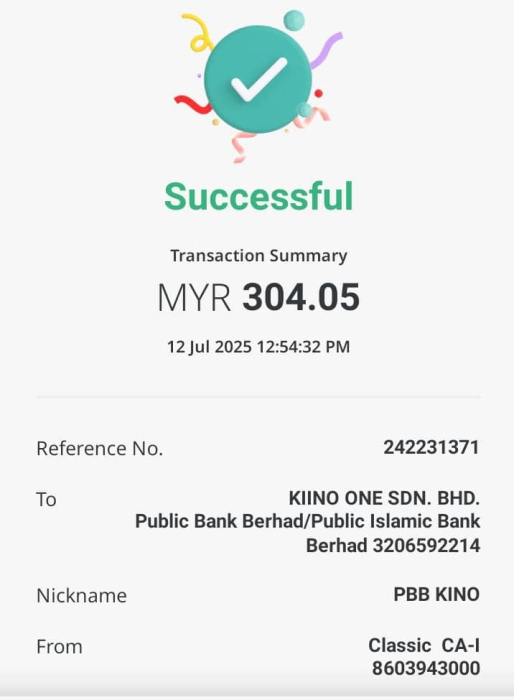 Successful
Transaction Summary
MYR 304.05
12 Jul 2025 12:54:32 PM
Reference No. 242231371
To KIINO ONE SDN. BHD.
Public Bank Berhad/Public Islamic Bank
Berhad 3206592214
Nickname PBB KINO
From Classic CA-I
8603943000